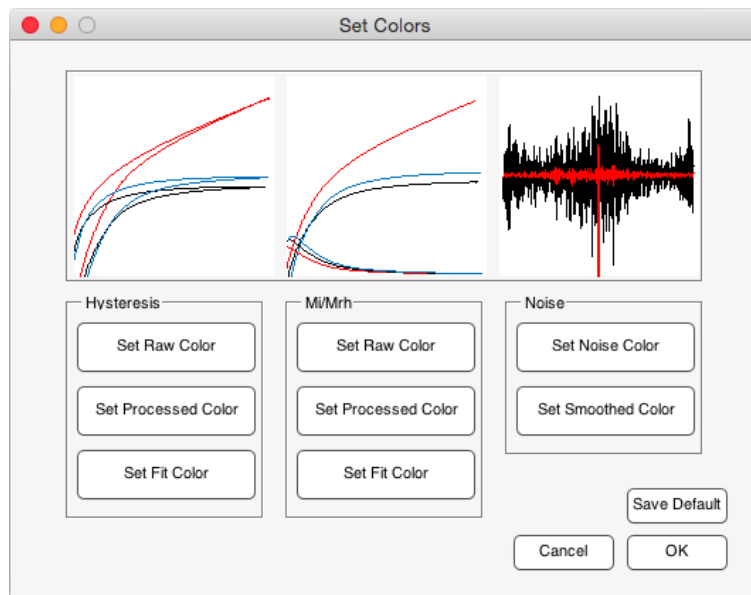 Set Colors
Hysteresis
Mi/Mrh
Noise
Set Raw Color
Set Raw Color
Set Noise Color
Set Processed Color
Set Processed Color
Set Smoothed Color
Set Fit Color
Set Fit Color
Save Default
Cancel
OK